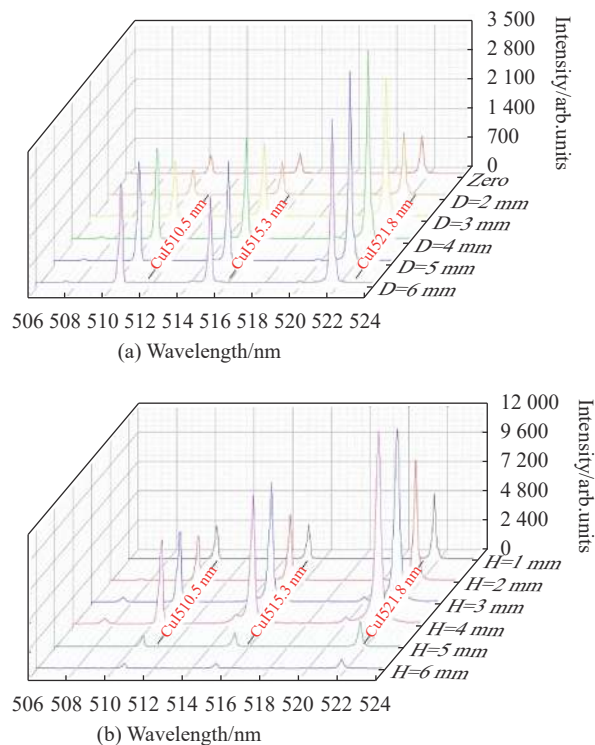 3 500
2 800
2 100
1 400
700
0
Intensity/arb.units
Zero
D=2 mm
D=3 mm
D=4 mm
D=5 mm
D=6 mm
CuI510.5 nm
CuI515.3 nm
CuI521.8 nm
506 508 510 512 514 516 518 520 522 524
(a) Wavelength/nm
12 000
9 600
7 200
4 800
2 400
0
Intensity/arb.units
H=1 mm
H=2 mm
H=3 mm
H=4 mm
H=5 mm
H=6 mm
CuI510.5 nm
CuI515.3 nm
CuI521.8 nm
506 508 510 512 514 516 518 520 522 524
(b) Wavelength/nm